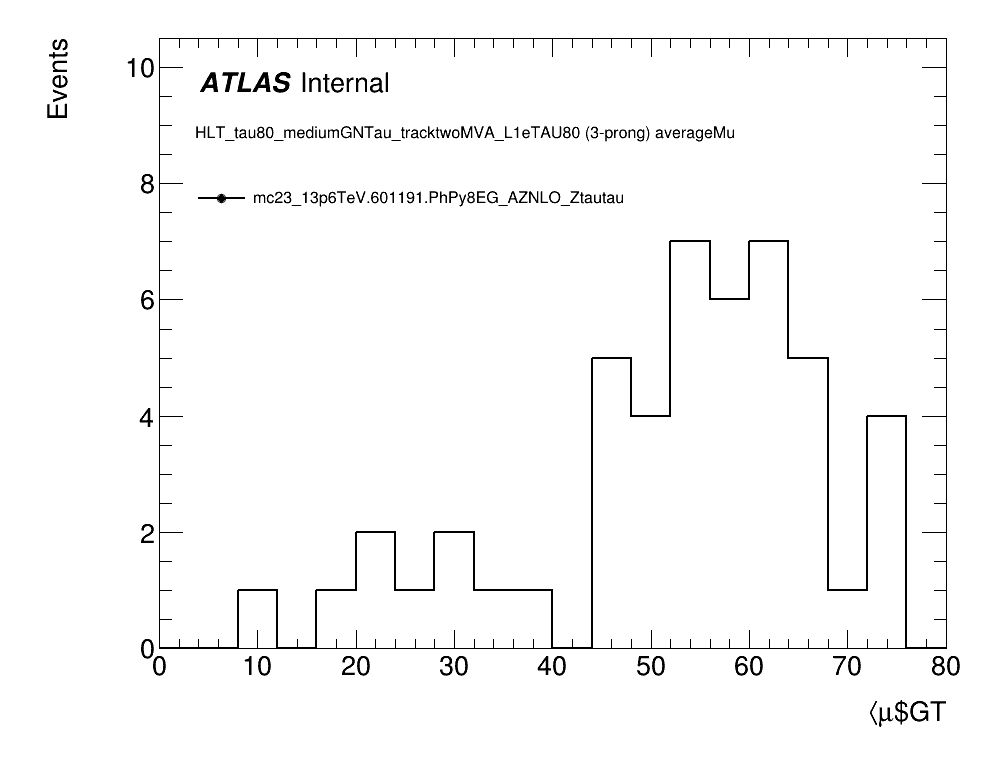 Events
10
8
6
4
2
0
ATLAS Internal
HLT_tau80_mediumGNTau_tracktwoMVA_L1eTAU80 (3-prong) averageMu
mc23_13p6TeV.601191.PhPy8EG_AZNLO_Ztautau
0 10 20 30 40 50 60 70 80
⟨μ$GT